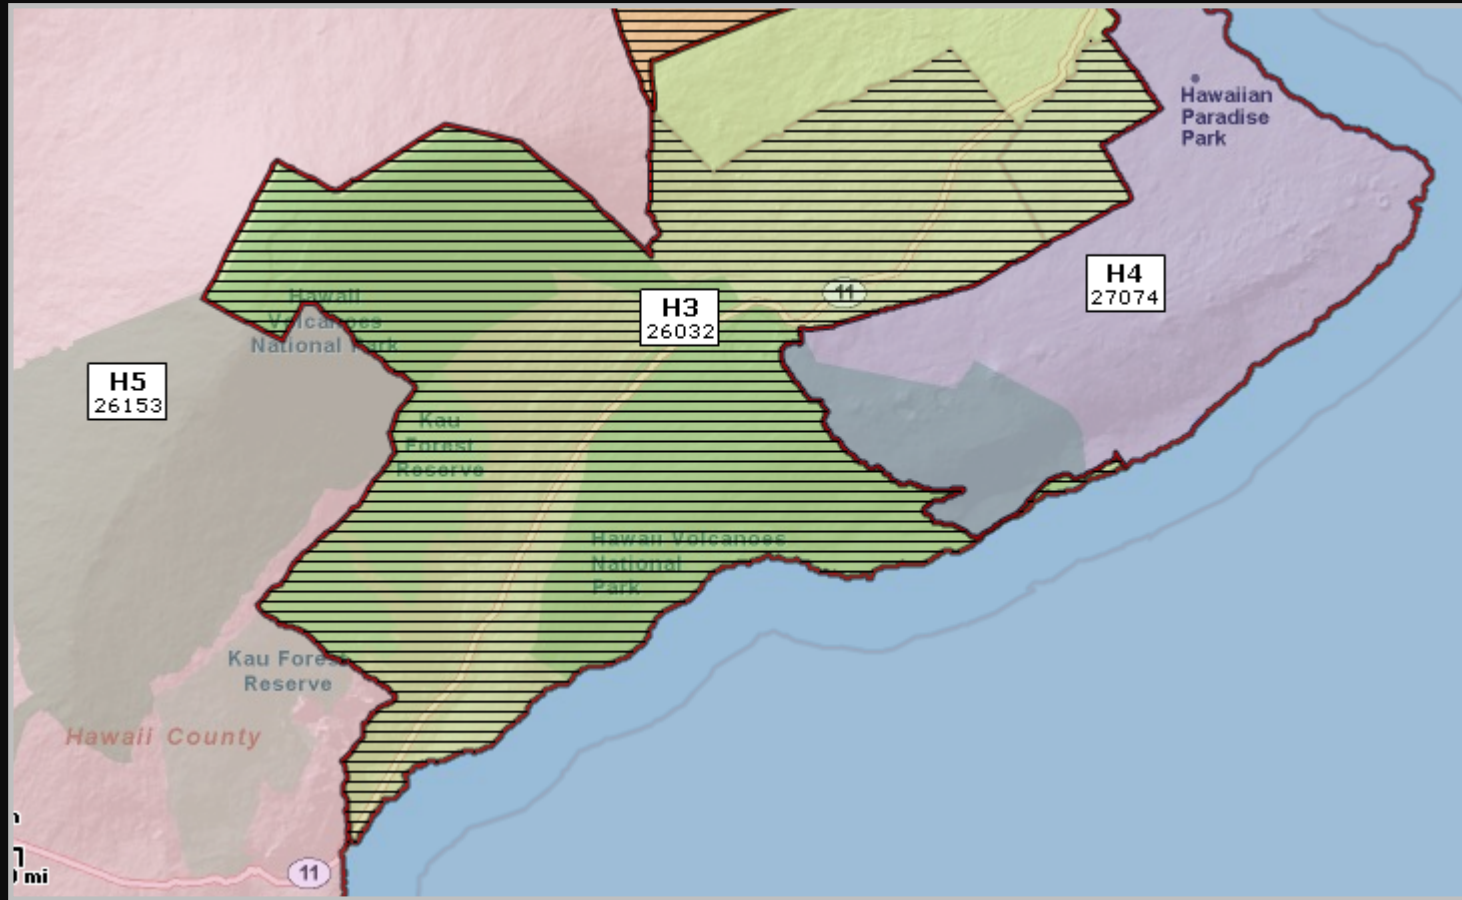 Hawaiian
Paradise
Park
H4
27074
Hawaii
Volcanoes
National Park
11
H3
26032
H5
26153
Kau
Forest
Reserve
Hawaii Volcanoes
National
Park
Kau Forest
Reserve
Hawaii County
mi
11